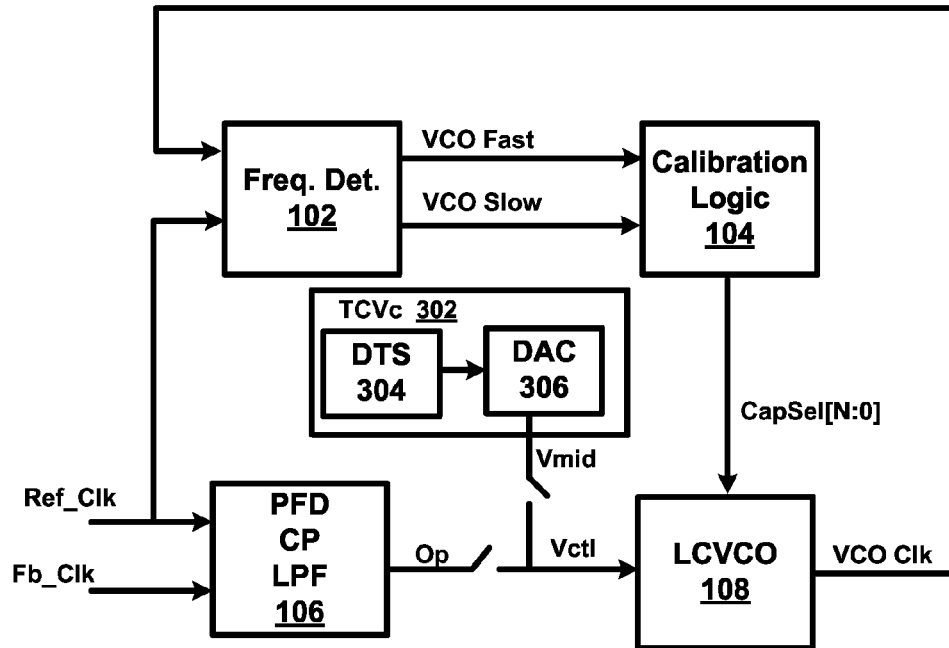 VCO Fast
Freq. Det.
102
VCO Slow
Calibration
Logic
104
TCVc 302
DTS
304
DAC
306
CapSel[N:0]
Vmid
Ref_Clk
Fb_Clk
PFD
CP
LPF
106
Op
Vctl
LCVCO
108
VCO Clk